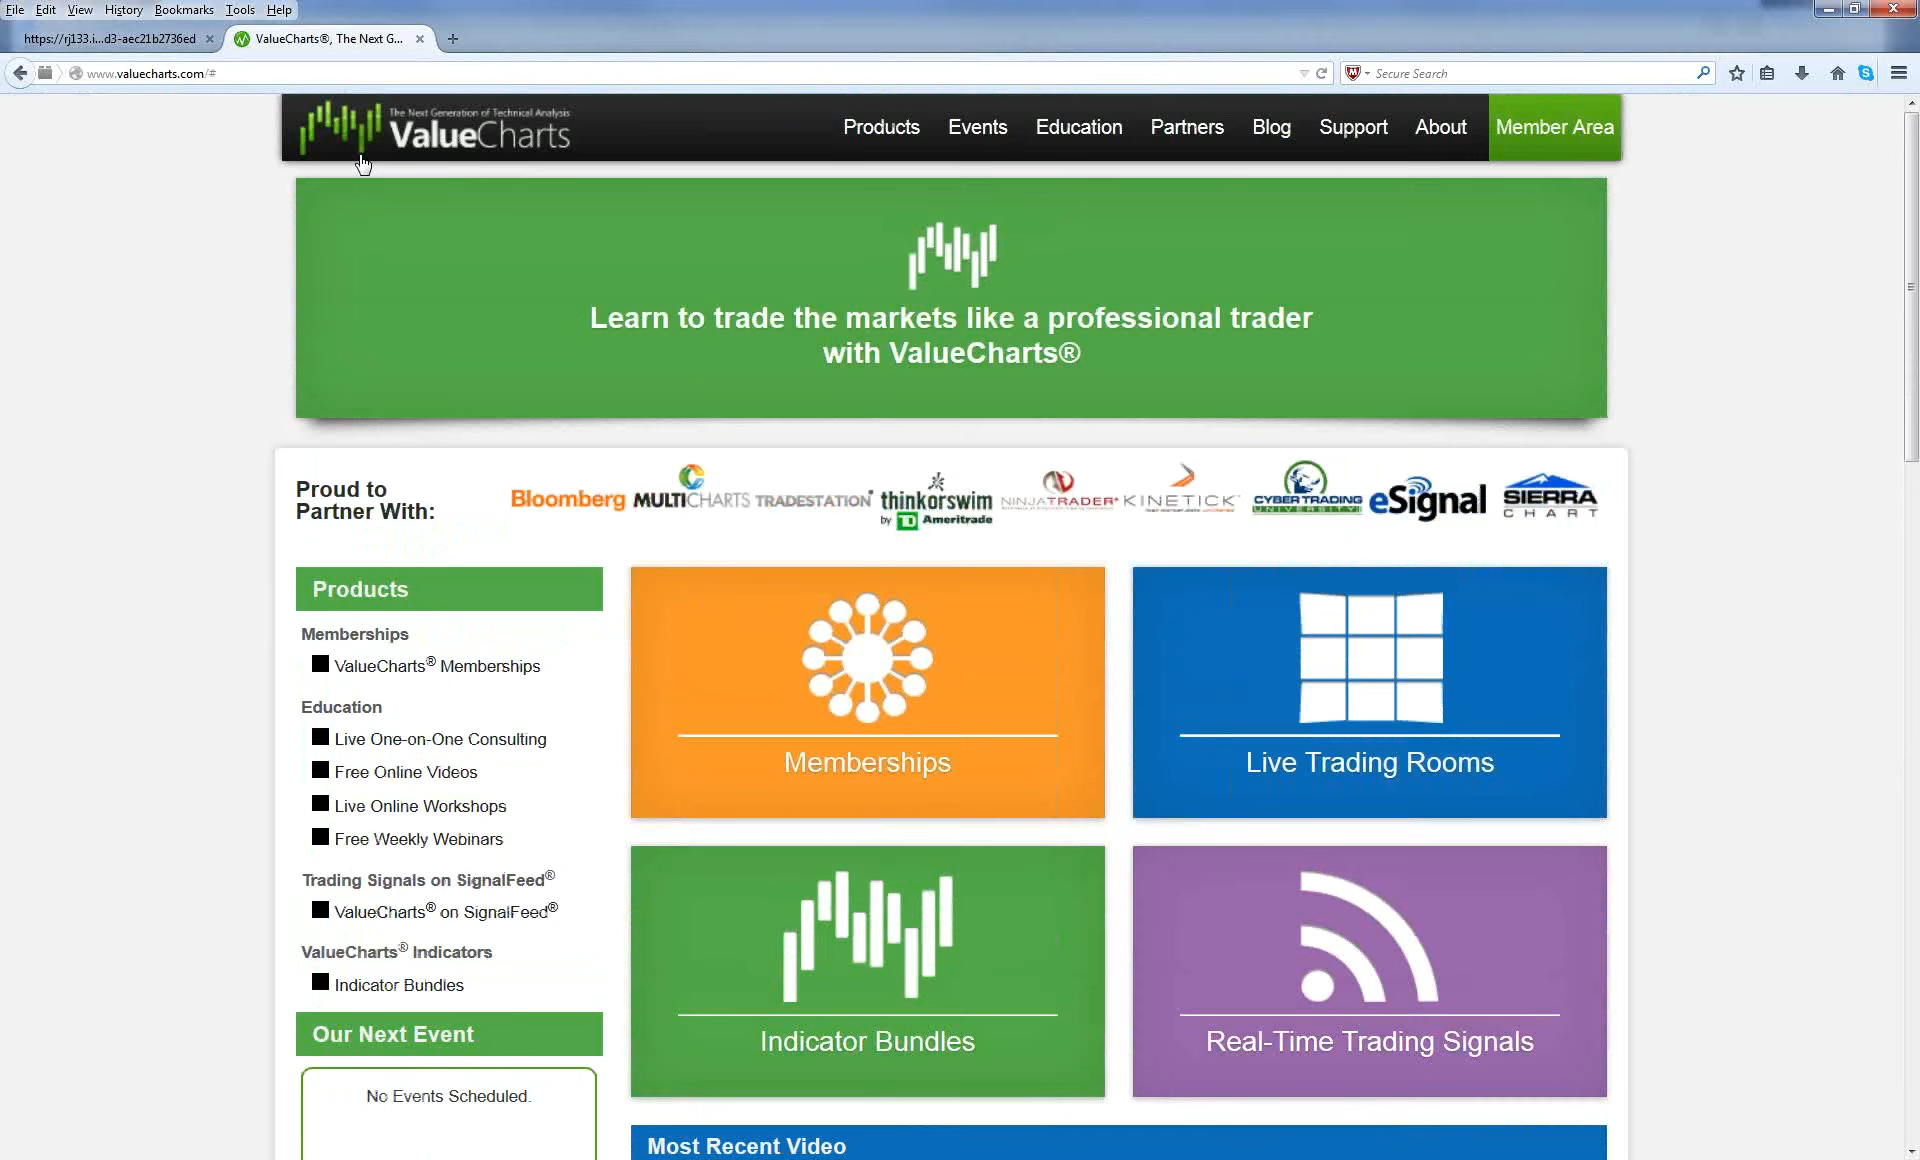 File Edit View History Bookmarks Tools Help
https://rj133.i...d3-aec21b2736ed
ValueCharts®, The Next G...
www.valuecharts.com/#
Secure Search
The Next Generation of Technical Analysis
ValueCharts
Products Events Education Partners Blog Support About Member Area
Learn to trade the markets like a professional trader
with ValueCharts®
Proud to
Partner With:
Bloomberg
MULTICHARTS
TRADESTATION
thinkorswim
by TD Ameritrade
NINJATRADER
KINETICK
CYBER TRADING
UNIVERSITY
eSignal
SIERRA
CHART
Products
Memberships
ValueCharts® Memberships
Education
Live One-on-One Consulting
Free Online Videos
Live Online Workshops
Free Weekly Webinars
Trading Signals on SignalFeed®
ValueCharts® on SignalFeed®
ValueCharts® Indicators
Indicator Bundles
Our Next Event
No Events Scheduled.
Memberships
Live Trading Rooms
Indicator Bundles
Real-Time Trading Signals
Most Recent Video